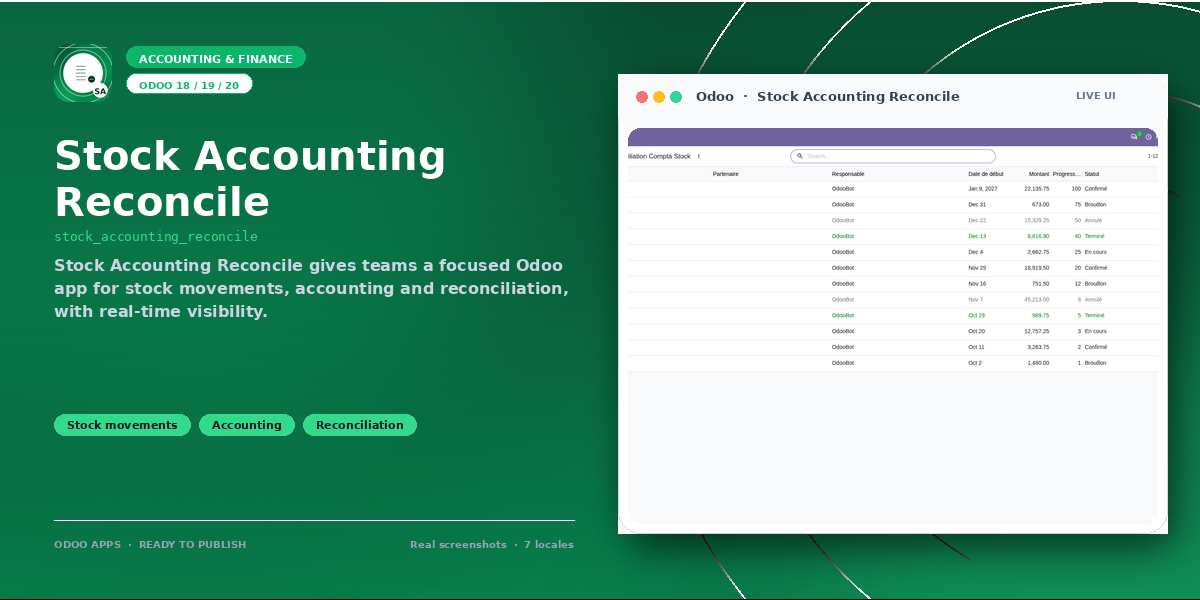 SA
ACCOUNTING & FINANCE
ODOO 18 / 19 / 20
Stock Accounting
Reconcile
stock_accounting_reconcile
Stock Accounting Reconcile gives teams a focused Odoo
app for stock movements, accounting and reconciliation,
with real-time visibility.
Stock movements Accounting Reconciliation
ODOO APPS · READY TO PUBLISH
Real screenshots · 7 locales
Odoo · Stock Accounting Reconcile
LIVE UI
iliation Compta Stock
Search...
1-12
Partenaire Responsable Date de début Montant Progress... Statut
OdooBot Jan 9, 2027 22,135.75 100 Confirmé
OdooBot Dec 31 673.00 75 Brouillon
OdooBot Dec 22 15,329.25 50 Annulé
OdooBot Dec 13 8,816.90 40 Terminé
OdooBot Dec 4 2,662.75 25 En cours
OdooBot Nov 25 18,919.50 20 Confirmé
OdooBot Nov 16 751.50 12 Brouillon
OdooBot Nov 7 45,213.00 8 Annulé
OdooBot Oct 29 989.75 5 Terminé
OdooBot Oct 20 12,757.25 3 En cours
OdooBot Oct 11 3,263.75 2 Confirmé
OdooBot Oct 2 1,480.00 1 Brouillon